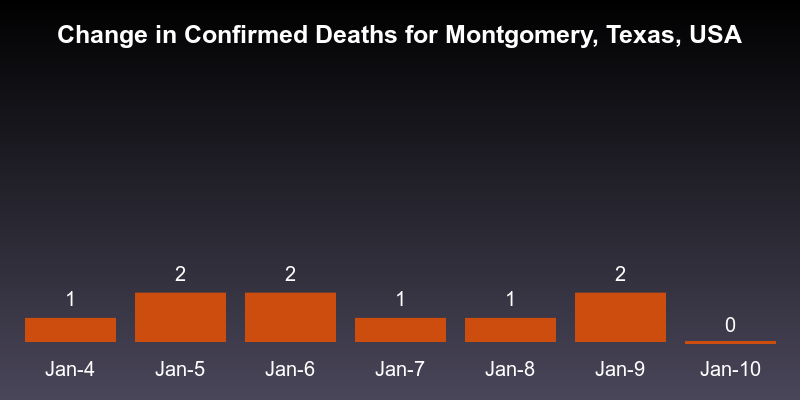 Change in Confirmed Deaths for Montgomery, Texas, USA
1 2 2 1 1 2 0
Jan-4 Jan-5 Jan-6 Jan-7 Jan-8 Jan-9 Jan-10